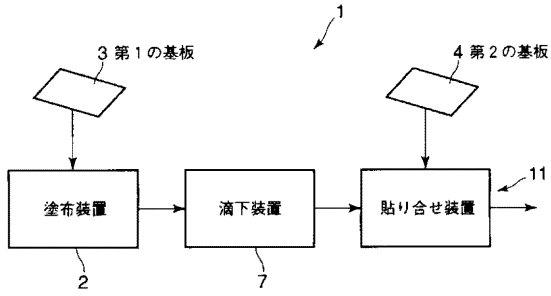 1
3 第1の基板
4 第2の基板
11
塗布装置
滴下装置
貼り合せ装置
2
7